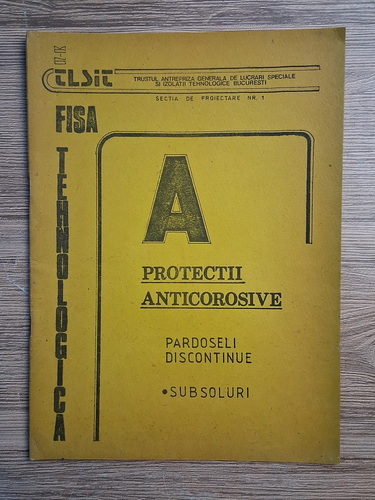 TLSIT
TRUSTUL ANTREPRIZA GENERALA DE LUCRARI SPECIALE
SI IZOLATII TEHNOLOGICE BUCURESTI
SECTIA DE PROIECTARE NR. 1
FISA
TEHNOLOGICA
A
PROTECTII
ANTICOROSIVE
PARDOSELI
DISCONTINUE
•SUBSOLURI